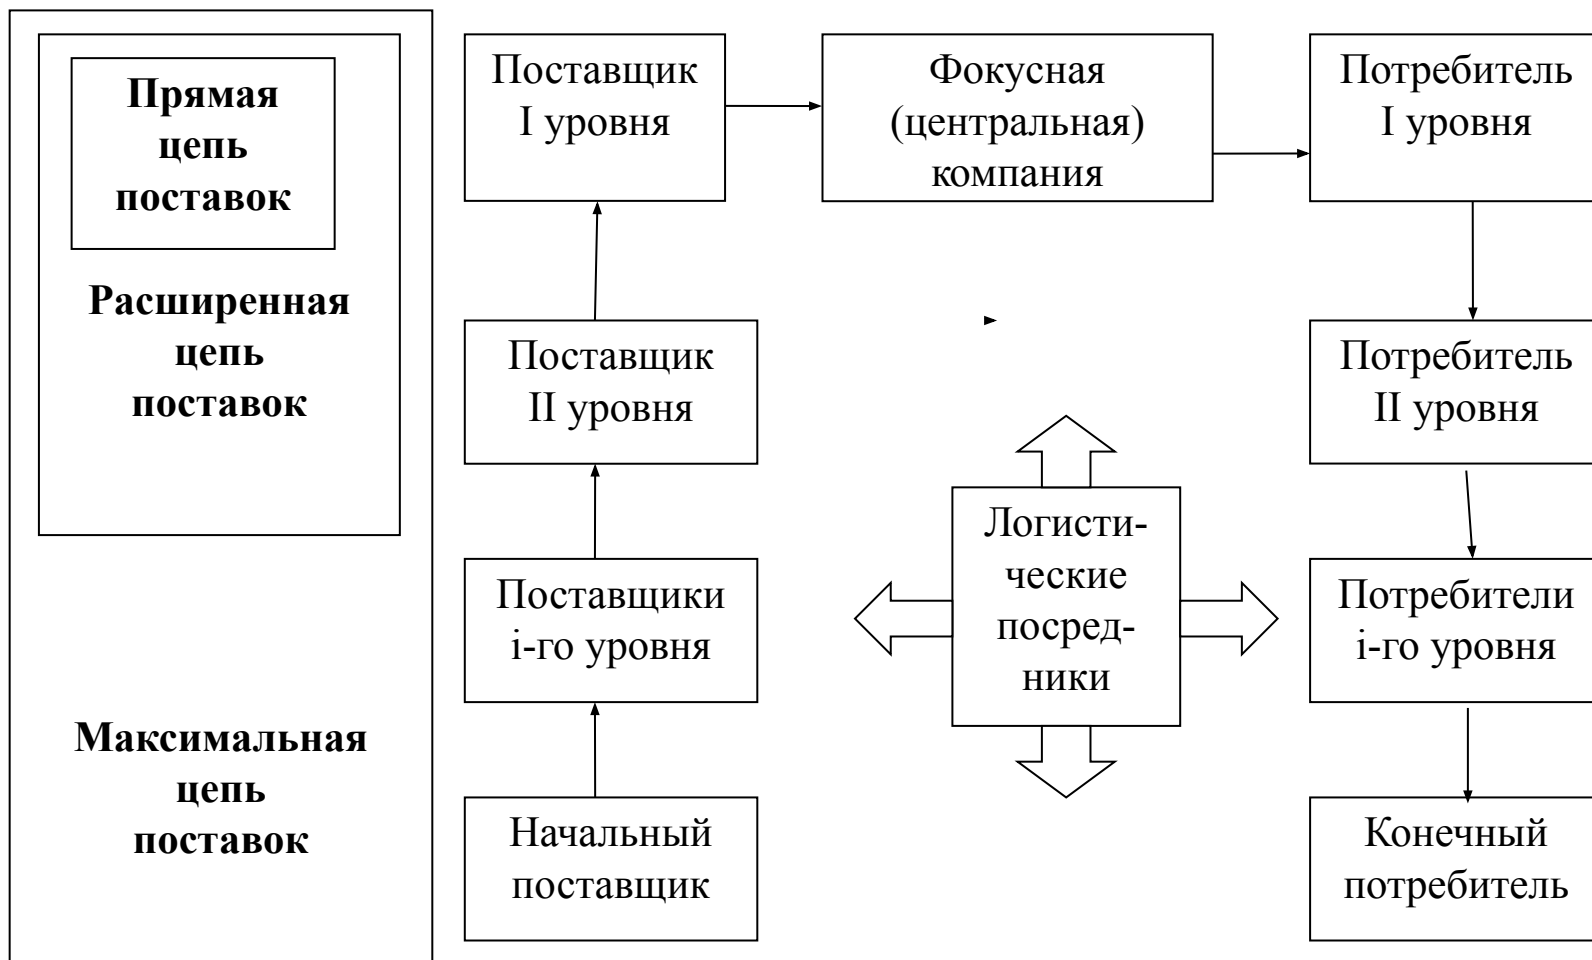 Прямая
цепь
поставок
Расширенная
цепь
поставок
Максимальная
цепь
поставок
Поставщик
I уровня
Фокусная
(центральная)
компания
Потребитель
I уровня
Поставщик
II уровня
Потребитель
II уровня
Поставщики
i-го уровня
Логисти-
ческие
посред-
ники
Потребители
i-го уровня
Начальный
поставщик
Конечный
потребитель